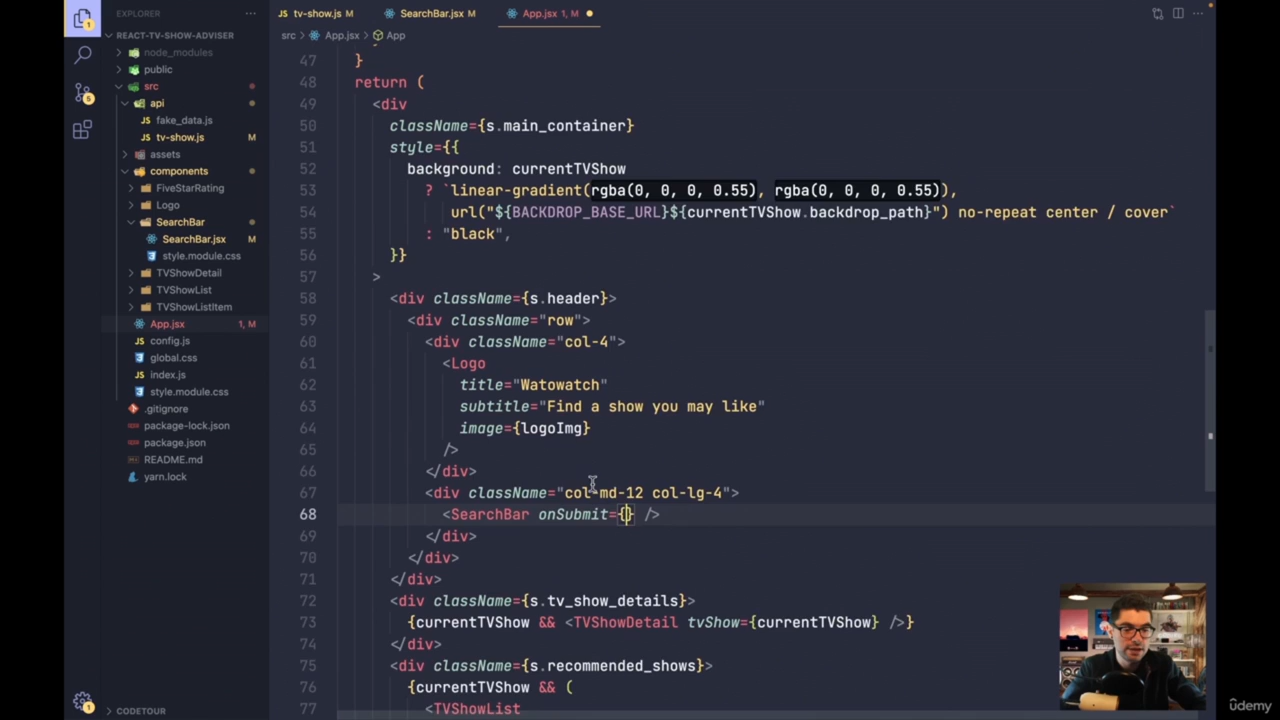 EXPLORER
...
JS tv-show.js M
SearchBar.jsx M
App.jsx 1, M
REACT-TV-SHOW-ADVISER
src > App.jsx > App
node_modules
public
src
api
fake_data.js
JS tv-show.js M
assets
components
FiveStarRating
Logo
SearchBar
SearchBar.jsx M
style.module.css
TVShowDetail
TVShowList
TVShowListItem
App.jsx 1, M
JS config.js
global.css
JS index.js
style.module.css
.gitignore
package-lock.json
package.json
README.md
yarn.lock
CODETOUR
1
5
1
47 }
48 return (
49 <div
50 className={s.main_container}
51 style={{
52 background: currentTVShow
53 ? `linear-gradient(rgba(0, 0, 0, 0.55), rgba(0, 0, 0, 0.55)),
54 url("${BACKDROP_BASE_URL}${currentTVShow.backdrop_path}") no-repeat center / cover`
55 : "black",
56 }}
57 >
58 <div className={s.header}>
59 <div className="row">
60 <div className="col-4">
61 <Logo
62 title="Watowatch"
63 subtitle="Find a show you may like"
64 image={logoImg}
65 />
66 </div>
67 <div className="col-md-12 col-lg-4">
68 <SearchBar onSubmit={} />
69 </div>
70 </div>
71 </div>
72 <div className={s.tv_show_details}>
73 {currentTVShow && <TVShowDetail tvShow={currentTVShow} />}
74 </div>
75 <div className={s.recommended_shows}>
76 {currentTVShow && (
77 <TVShowList
udemy